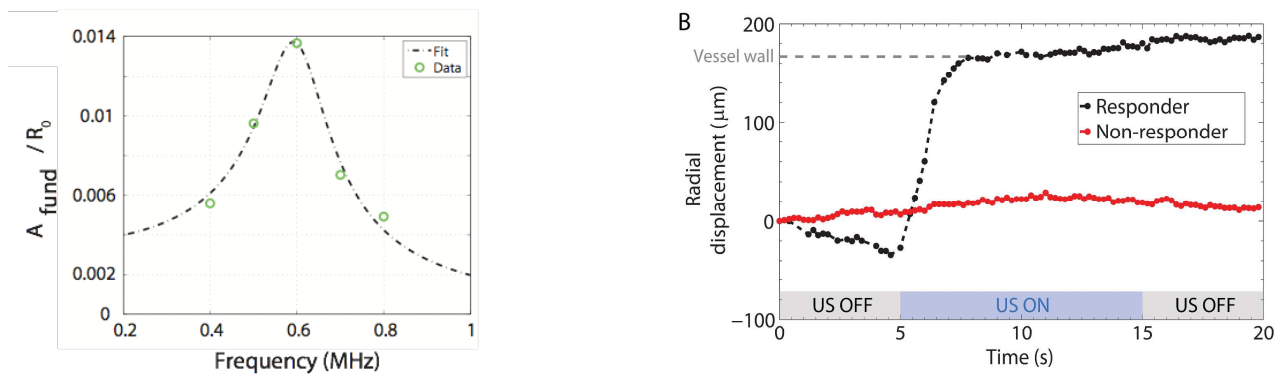 0.014
0.01
0.006
0.002
0
A fund / R0
0.2
0.4
0.6
0.8
1
Frequency (MHz)
Fit
Data
B
200
100
0
−100
Radial
displacement (μm)
Vessel wall
Responder
Non-responder
US OFF
US ON
US OFF
0
5
10
15
20
Time (s)